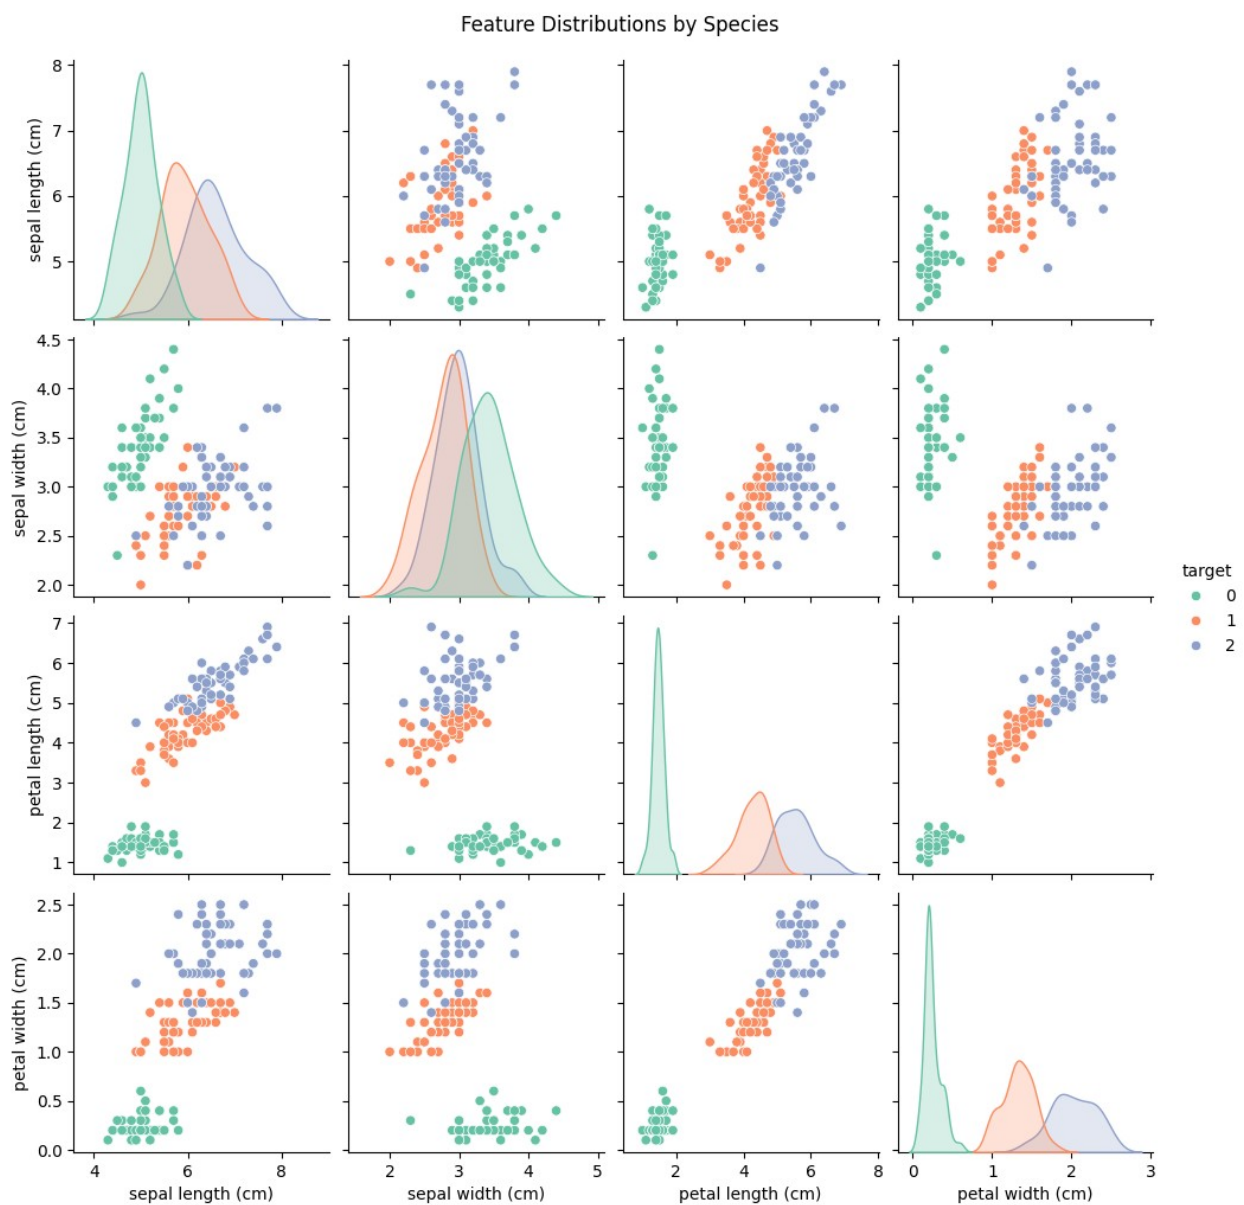 Feature Distributions by Species
8
7
6
5
sepal length (cm)
4.5
4.0
3.5
3.0
2.5
2.0
sepal width (cm)
target
0
1
2
7
6
5
4
3
2
1
petal length (cm)
2.5
2.0
1.5
1.0
0.5
0.0
petal width (cm)
4 6 8
sepal length (cm)
2 3 4 5
sepal width (cm)
2 4 6 8
petal length (cm)
0 1 2 3
petal width (cm)